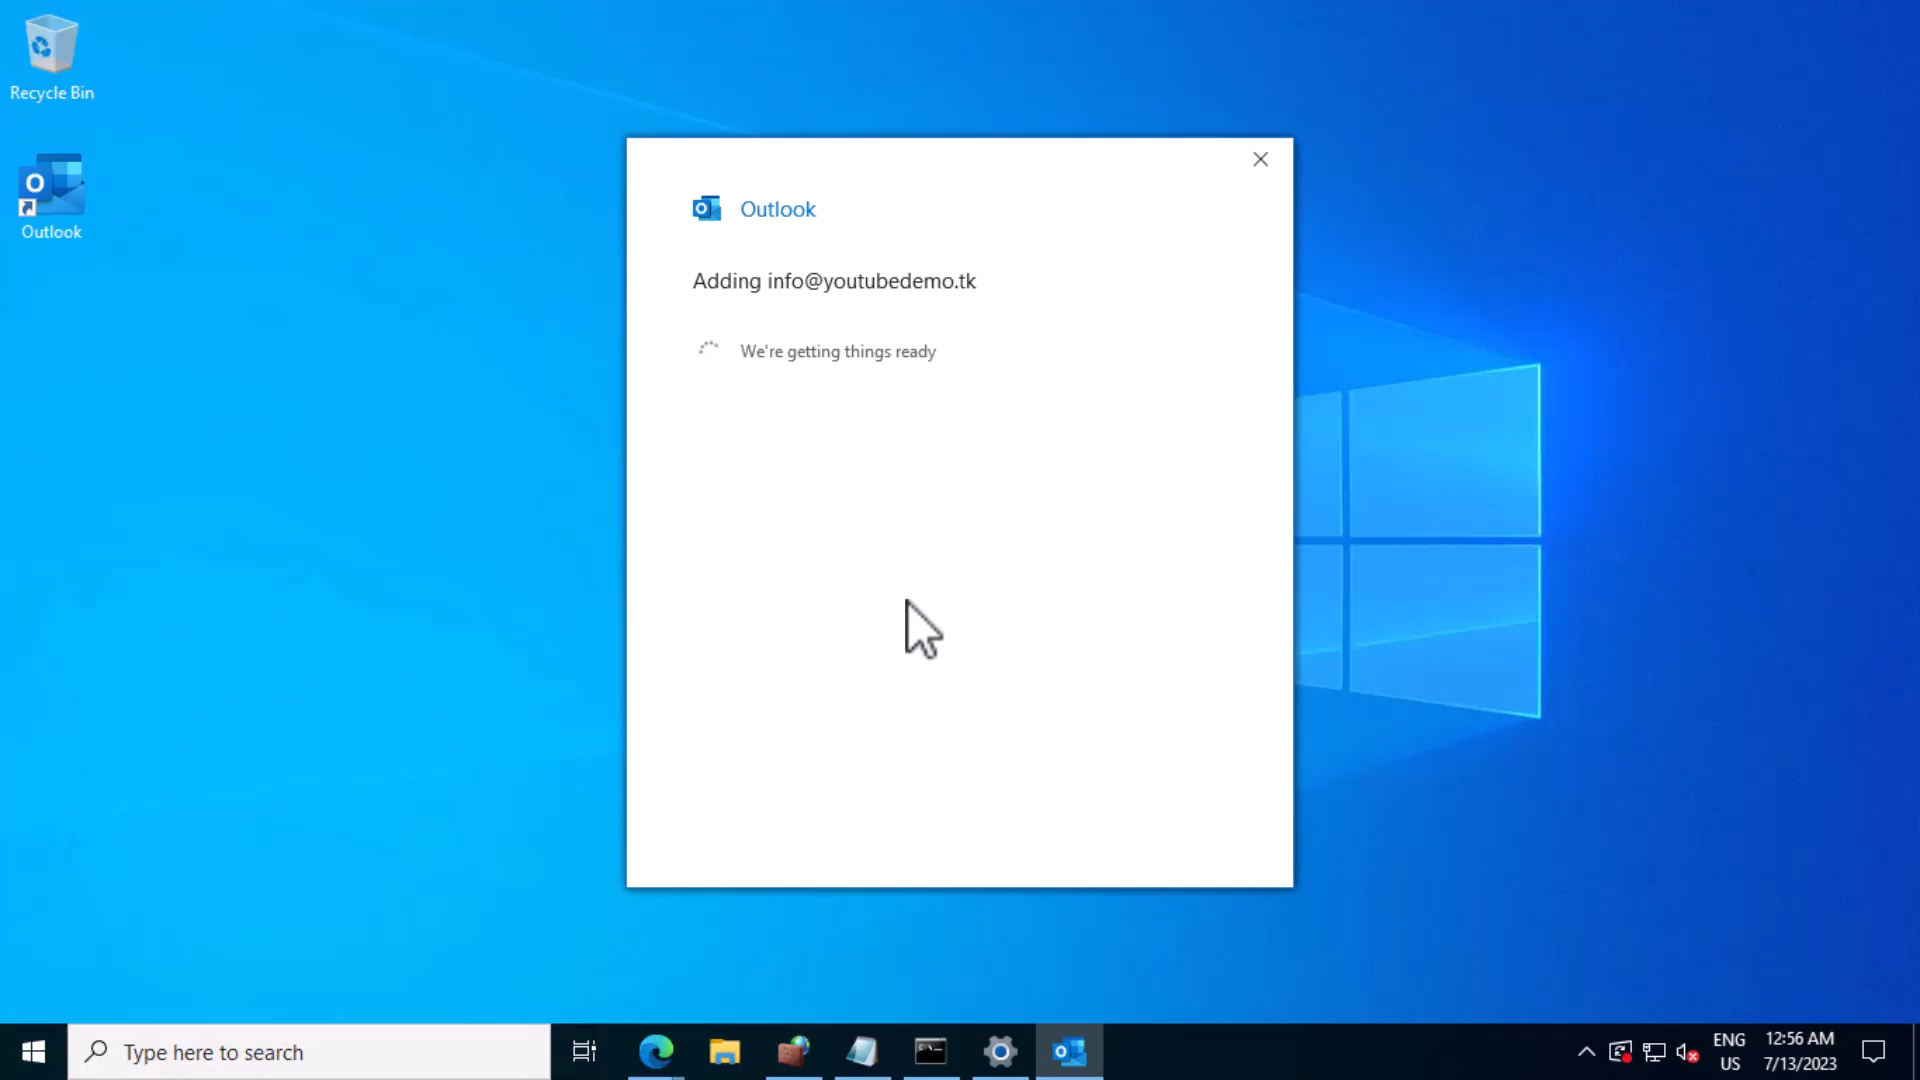 Recycle Bin
Outlook
Outlook
Adding info@youtubedemo.tk
We're getting things ready
Type here to search
ENG
US
12:56 AM
7/13/2023